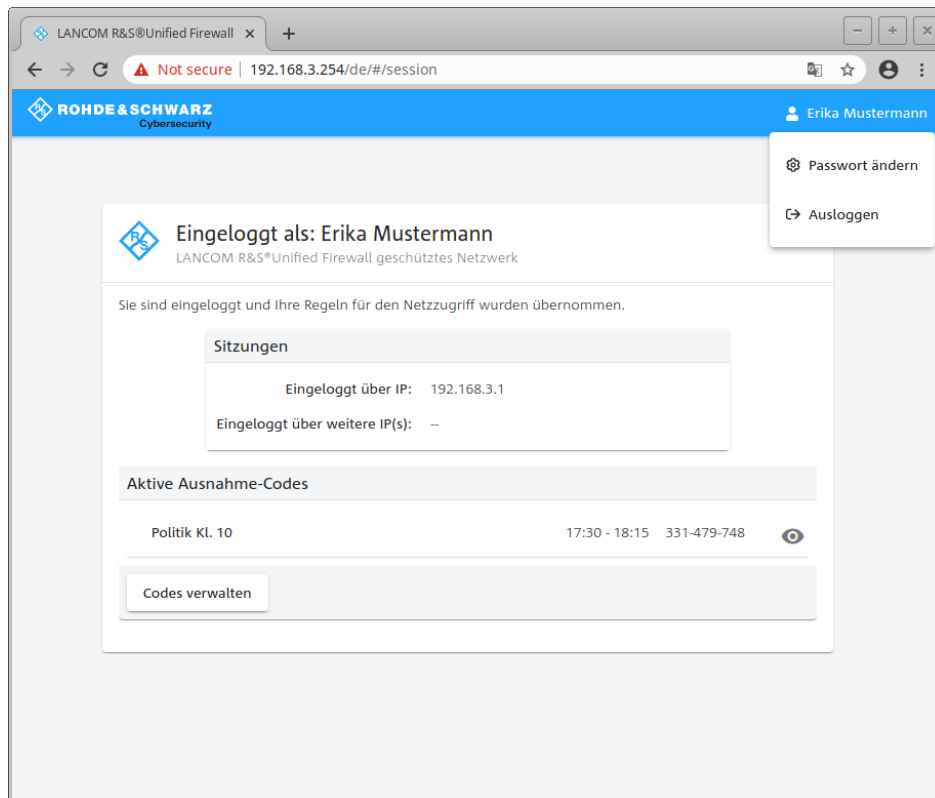 LANCOM R&S®Unified Firewall
Not secure 192.168.3.254/de/#/session
ROHDE&SCHWARZ
Cybersecurity
Erika Mustermann
Passwort ändern
Ausloggen
R S
Eingeloggt als: Erika Mustermann
LANCOM R&S®Unified Firewall geschütztes Netzwerk
Sie sind eingeloggt und Ihre Regeln für den Netzzugriff wurden übernommen.
Sitzungen
Eingeloggt über IP: 192.168.3.1
Eingeloggt über weitere IP(s): --
Aktive Ausnahme-Codes
Politik Kl. 10 17:30 - 18:15 331-479-748
Codes verwalten